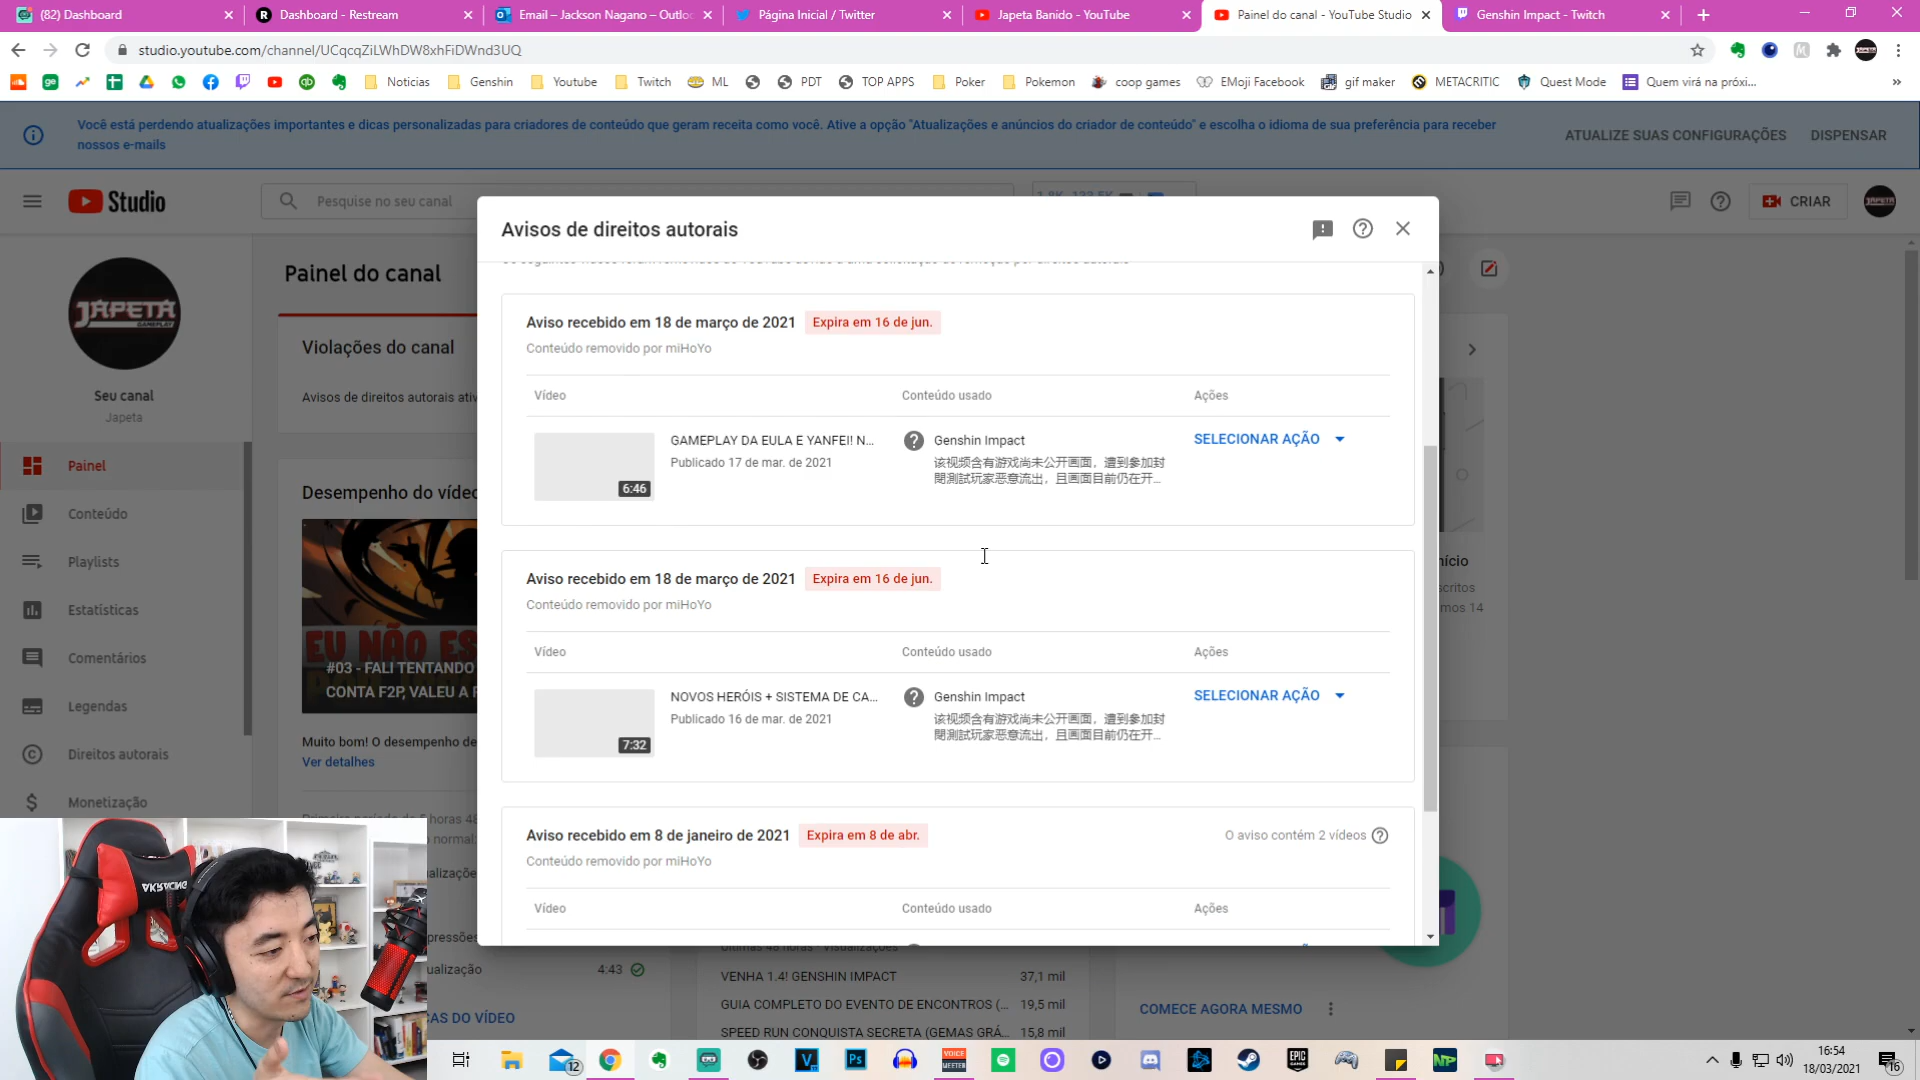 (82) Dashboard
Dashboard - Restream
Email – Jackson Nagano – Outlo
Página Inicial / Twitter
Japeta Banido - YouTube
Painel do canal - YouTube Studio
Genshin Impact - Twitch
studio.youtube.com/channel/UCqcqZiLWhDW8xhFiDWnd3UQ
Noticias
Genshin
Youtube
Twitch
ML
PDT
TOP APPS
Poker
Pokemon
coop games
EMoji Facebook
gif maker
METACRITIC
Quest Mode
Quem virá na próxi...
Você está perdendo atualizações importantes e dicas personalizadas para criadores de conteúdo que geram receita como você. Ative a opção "Atualizações e anúncios do criador de conteúdo" e escolha o idioma de sua preferência para receber
nossos e-mails
ATUALIZE SUAS CONFIGURAÇÕES
DISPENSAR
Studio
Pesquise no seu canal
CRIAR
JAPETA
GAMEPLAY
Seu canal
Japeta
Painel
Conteúdo
Playlists
Estatísticas
Comentários
Legendas
Direitos autorais
Monetização
Painel do canal
Violações do canal
Avisos de direitos autorais ativ
Desempenho do vídeo
EU NÃO ES
#03 - FALI TENTANDO
CONTA F2P, VALEU A
Muito bom! O desempenho de
Ver detalhes
Avisos de direitos autorais
Aviso recebido em 18 de março de 2021
Expira em 16 de jun.
Conteúdo removido por miHoYo
Vídeo
Conteúdo usado
Ações
6:46
GAMEPLAY DA EULA E YANFEI! N...
Publicado 17 de mar. de 2021
Genshin Impact
该视频含有游戏尚未公开画面，遭到参加封
閉測試玩家恶意流出，且画面目前仍在开...
SELECIONAR AÇÃO
Aviso recebido em 18 de março de 2021
Expira em 16 de jun.
Conteúdo removido por miHoYo
Vídeo
Conteúdo usado
Ações
7:32
NOVOS HERÓIS + SISTEMA DE CA...
Publicado 16 de mar. de 2021
Genshin Impact
该视频含有游戏尚未公开画面，遭到参加封
閉測試玩家恶意流出，且画面目前仍在开...
SELECIONAR AÇÃO
Aviso recebido em 8 de janeiro de 2021
Expira em 8 de abr.
O aviso contém 2 vídeos
Conteúdo removido por miHoYo
Vídeo
Conteúdo usado
Ações
nício
scritos
mos 14
ualização
4:43
AS DO VÍDEO
VENHA 1.4! GENSHIN IMPACT
37,1 mil
GUIA COMPLETO DO EVENTO DE ENCONTROS (...
19,5 mil
SPEED RUN CONQUISTA SECRETA (GEMAS GRÁ...
15,8 mil
COMECE AGORA MESMO
AKRACING
12
VOICE
MEETER
EPIC
GAMES
16:54
18/03/2021
16